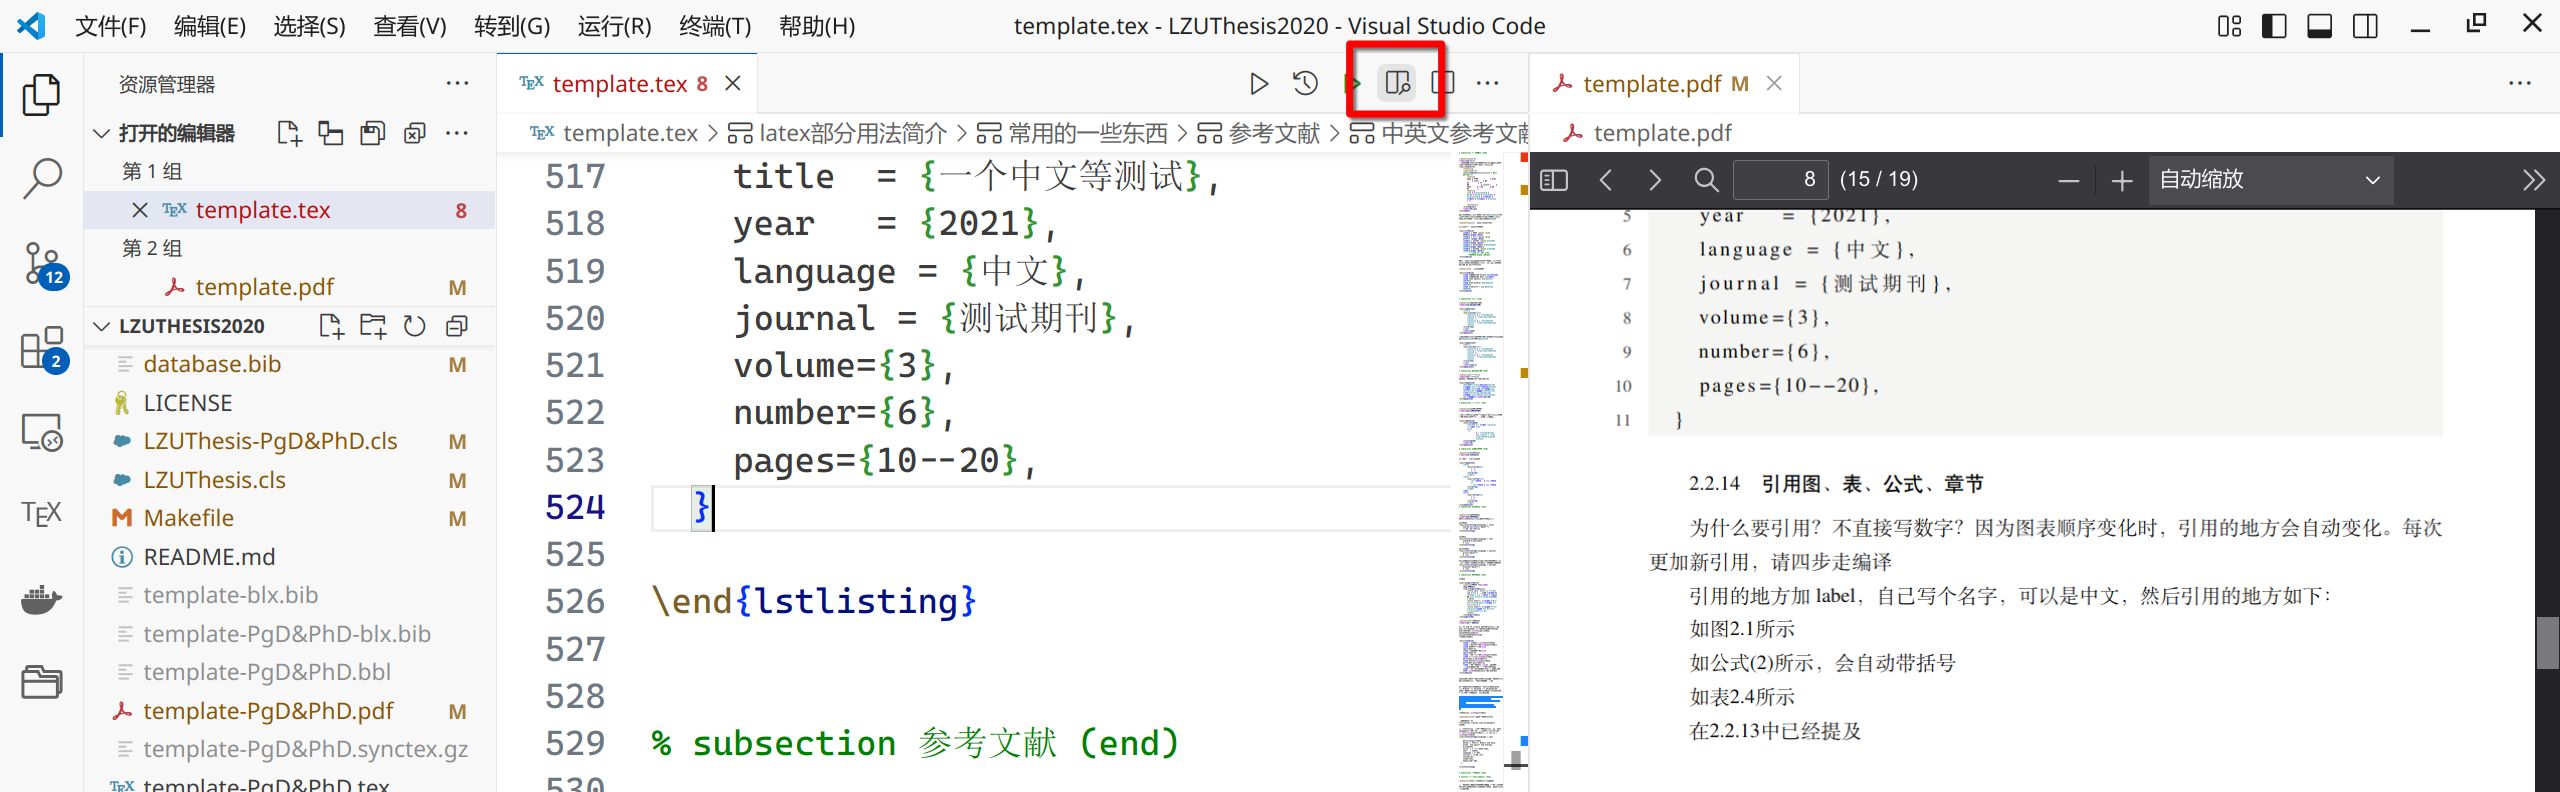 文件(F) 编辑(E) 选择(S) 查看(V) 转到(G) 运行(R) 终端(T) 帮助(H) template.tex - LZUThesis2020 - Visual Studio Code
资源管理器
打开的编辑器
第 1 组
template.tex 8
第 2 组
template.pdf M
LZUTHESIS2020
database.bib M
LICENSE
LZUThesis-PgD&PhD.cls M
LZUThesis.cls M
Makefile M
README.md
template-blx.bib
template-PgD&PhD-blx.bib
template-PgD&PhD.bbl
template-PgD&PhD.pdf M
template-PgD&PhD.synctex.gz
template-PgD&PhD.tex
12
2
TEX
TEX template.tex 8
TEX template.tex > latex部分用法简介 > 常用的一些东西 > 参考文献 > 中英文参考文献
517 title = {一个中文等测试},
518 year = {2021},
519 language = {中文},
520 journal = {测试期刊},
521 volume={3},
522 number={6},
523 pages={10--20},
524 }
525
526 \end{lstlisting}
527
528
529 % subsection 参考文献 (end)
530
template.pdf M
template.pdf
8 (15 / 19) 自动缩放
5 year = {2021},
6 language = {中文},
7 journal = {测试期刊},
8 volume={3},
9 number={6},
10 pages={10--20},
11 }
2.2.14 引用图、表、公式、章节
为什么要引用？不直接写数字？因为图表顺序变化时，引用的地方会自动变化。每次
更加新引用，请四步走编译
引用的地方加 label，自己写个名字，可以是中文，然后引用的地方如下：
如图2.1所示
如公式(2)所示，会自动带括号
如表2.4所示
在2.2.13中已经提及